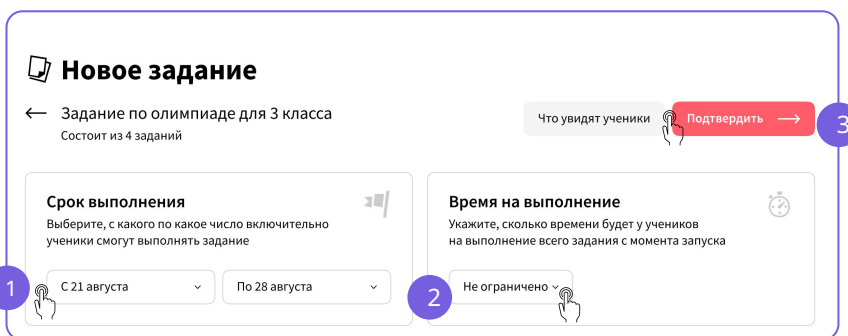 Новое задание
Задание по олимпиаде для 3 класса
Состоит из 4 заданий
Что увидят ученики
Подтвердить
3
Срок выполнения
Выберите, с какого по какое число включительно
ученики смогут выполнять задание
1
С 21 августа
По 28 августа
Время на выполнение
Укажите, сколько времени будет у учеников
на выполнение всего задания с момента запуска
2
Не ограничено